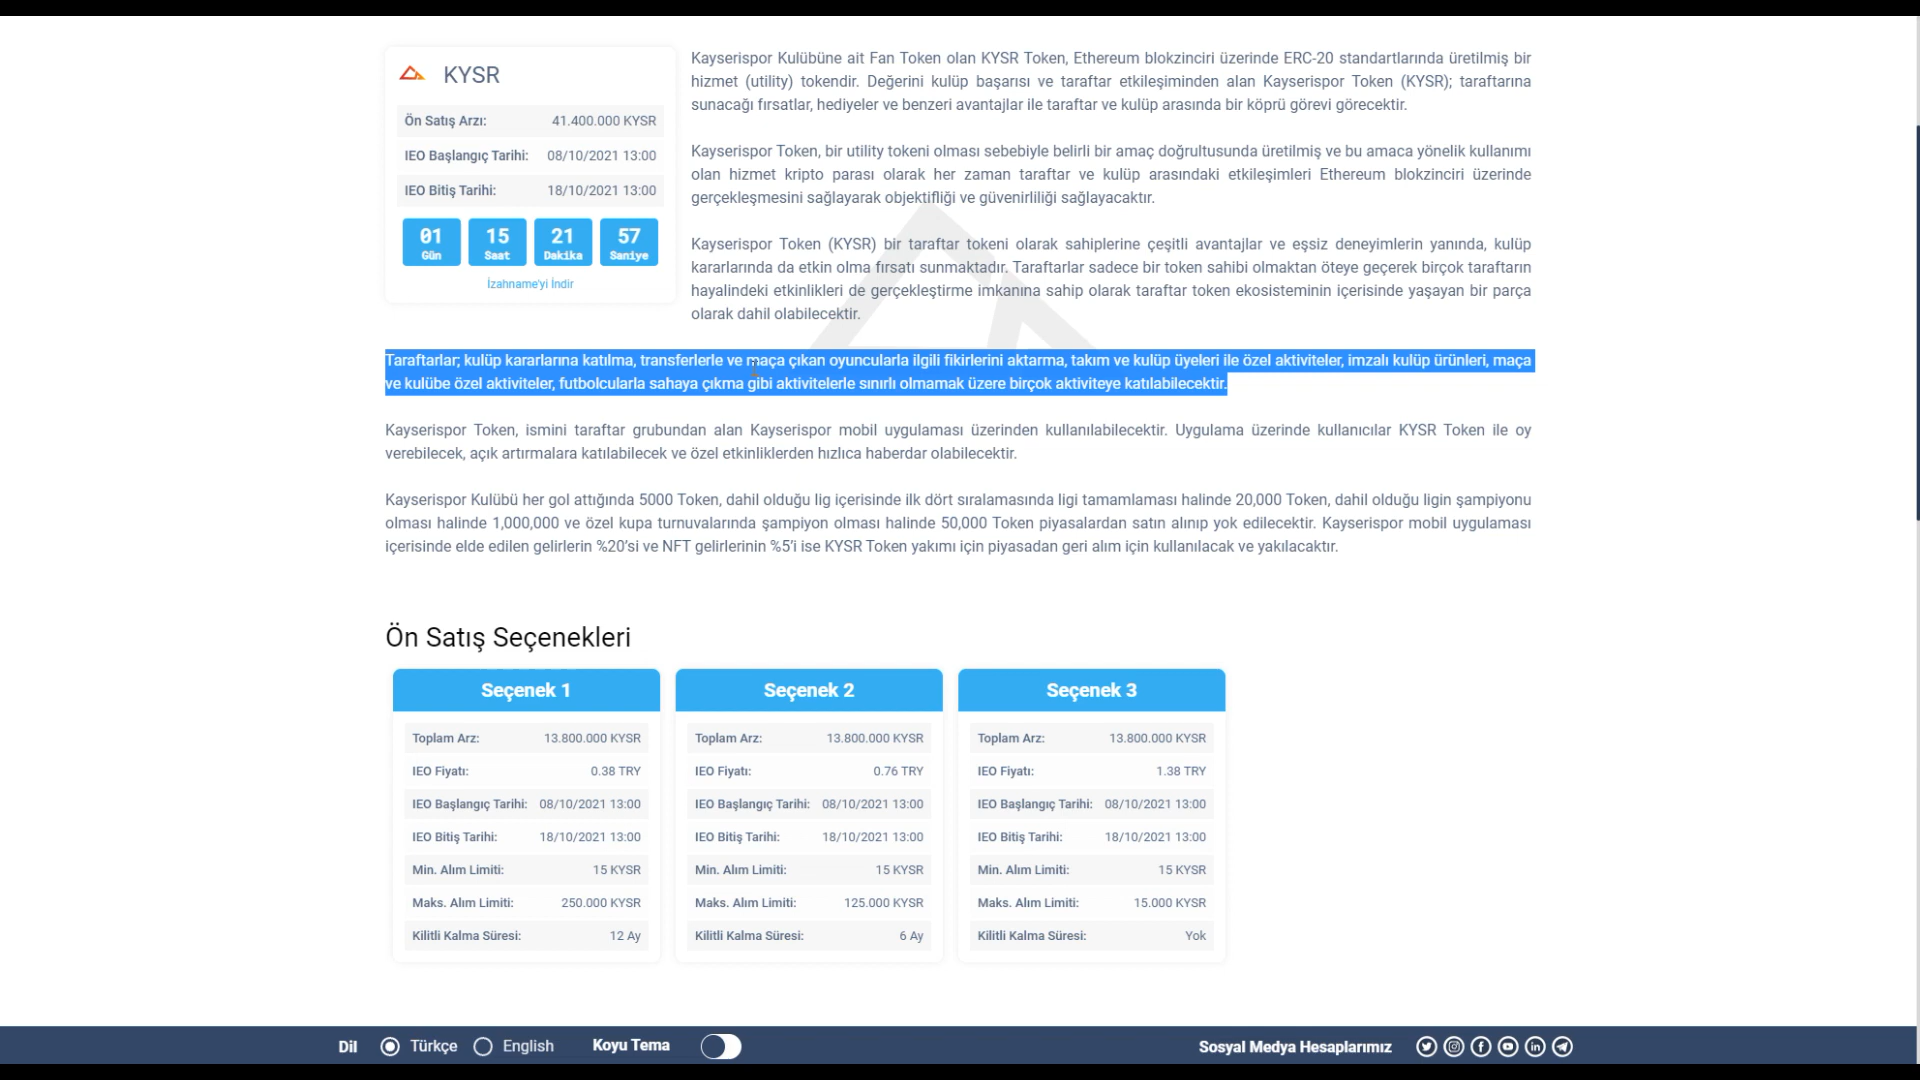 KYSR
Ön Satış Arzı: 41.400.000 KYSR
IEO Başlangıç Tarihi: 08/10/2021 13:00
IEO Bitiş Tarihi: 18/10/2021 13:00
01 15 21 57
Gün Saat Dakika Saniye
İzahname'yi İndir
Kayserispor Kulübüne ait Fan Token olan KYSR Token, Ethereum blokzinciri üzerinde ERC-20 standartlarında üretilmiş bir
hizmet (utility) tokendir. Değerini kulüp başarısı ve taraftar etkileşiminden alan Kayserispor Token (KYSR); taraftarına
sunacağı fırsatlar, hediyeler ve benzeri avantajlar ile taraftar ve kulüp arasında bir köprü görevi görecektir.
Kayserispor Token, bir utility tokeni olması sebebiyle belirli bir amaç doğrultusunda üretilmiş ve bu amaca yönelik kullanımı
olan hizmet kripto parası olarak her zaman taraftar ve kulüp arasındaki etkileşimleri Ethereum blokzinciri üzerinde
gerçekleşmesini sağlayarak objektifliği ve güvenirliliği sağlayacaktır.
Kayserispor Token (KYSR) bir taraftar tokeni olarak sahiplerine çeşitli avantajlar ve eşsiz deneyimlerin yanında, kulüp
kararlarında da etkin olma fırsatı sunmaktadır. Taraftarlar sadece bir token sahibi olmaktan öteye geçerek birçok taraftarın
hayalindeki etkinlikleri de gerçekleştirme imkanına sahip olarak taraftar token ekosisteminin içerisinde yaşayan bir parça
olarak dahil olabilecektir.
Taraftarlar; kulüp kararlarına katılma, transferlerle ve maça çıkan oyuncularla ilgili fikirlerini aktarma, takım ve kulüp üyeleri ile özel aktiviteler, imzalı kulüp ürünleri, maça
ve kulübe özel aktiviteler, futbolcularla sahaya çıkma gibi aktivitelerle sınırlı olmamak üzere birçok aktiviteye katılabilecektir.
Kayserispor Token, ismini taraftar grubundan alan Kayserispor mobil uygulaması üzerinden kullanılabilecektir. Uygulama üzerinde kullanıcılar KYSR Token ile oy
verebilecek, açık artırmalara katılabilecek ve özel etkinliklerden hızlıca haberdar olabilecektir.
Kayserispor Kulübü her gol attığında 5000 Token, dahil olduğu lig içerisinde ilk dört sıralamasında ligi tamamlaması halinde 20,000 Token, dahil olduğu ligin şampiyonu
olması halinde 1,000,000 ve özel kupa turnuvalarında şampiyon olması halinde 50,000 Token piyasalardan satın alınıp yok edilecektir. Kayserispor mobil uygulaması
içerisinde elde edilen gelirlerin %20'si ve NFT gelirlerinin %5'i ise KYSR Token yakımı için piyasadan geri alım için kullanılacak ve yakılacaktır.
Ön Satış Seçenekleri
Seçenek 1
Toplam Arz: 13.800.000 KYSR
IEO Fiyatı: 0.38 TRY
IEO Başlangıç Tarihi: 08/10/2021 13:00
IEO Bitiş Tarihi: 18/10/2021 13:00
Min. Alım Limiti: 15 KYSR
Maks. Alım Limiti: 250.000 KYSR
Kilitli Kalma Süresi: 12 Ay
Seçenek 2
Toplam Arz: 13.800.000 KYSR
IEO Fiyatı: 0.76 TRY
IEO Başlangıç Tarihi: 08/10/2021 13:00
IEO Bitiş Tarihi: 18/10/2021 13:00
Min. Alım Limiti: 15 KYSR
Maks. Alım Limiti: 125.000 KYSR
Kilitli Kalma Süresi: 6 Ay
Seçenek 3
Toplam Arz: 13.800.000 KYSR
IEO Fiyatı: 1.38 TRY
IEO Başlangıç Tarihi: 08/10/2021 13:00
IEO Bitiş Tarihi: 18/10/2021 13:00
Min. Alım Limiti: 15 KYSR
Maks. Alım Limiti: 15.000 KYSR
Kilitli Kalma Süresi: Yok
Dil Türkçe English Koyu Tema Sosyal Medya Hesaplarımız